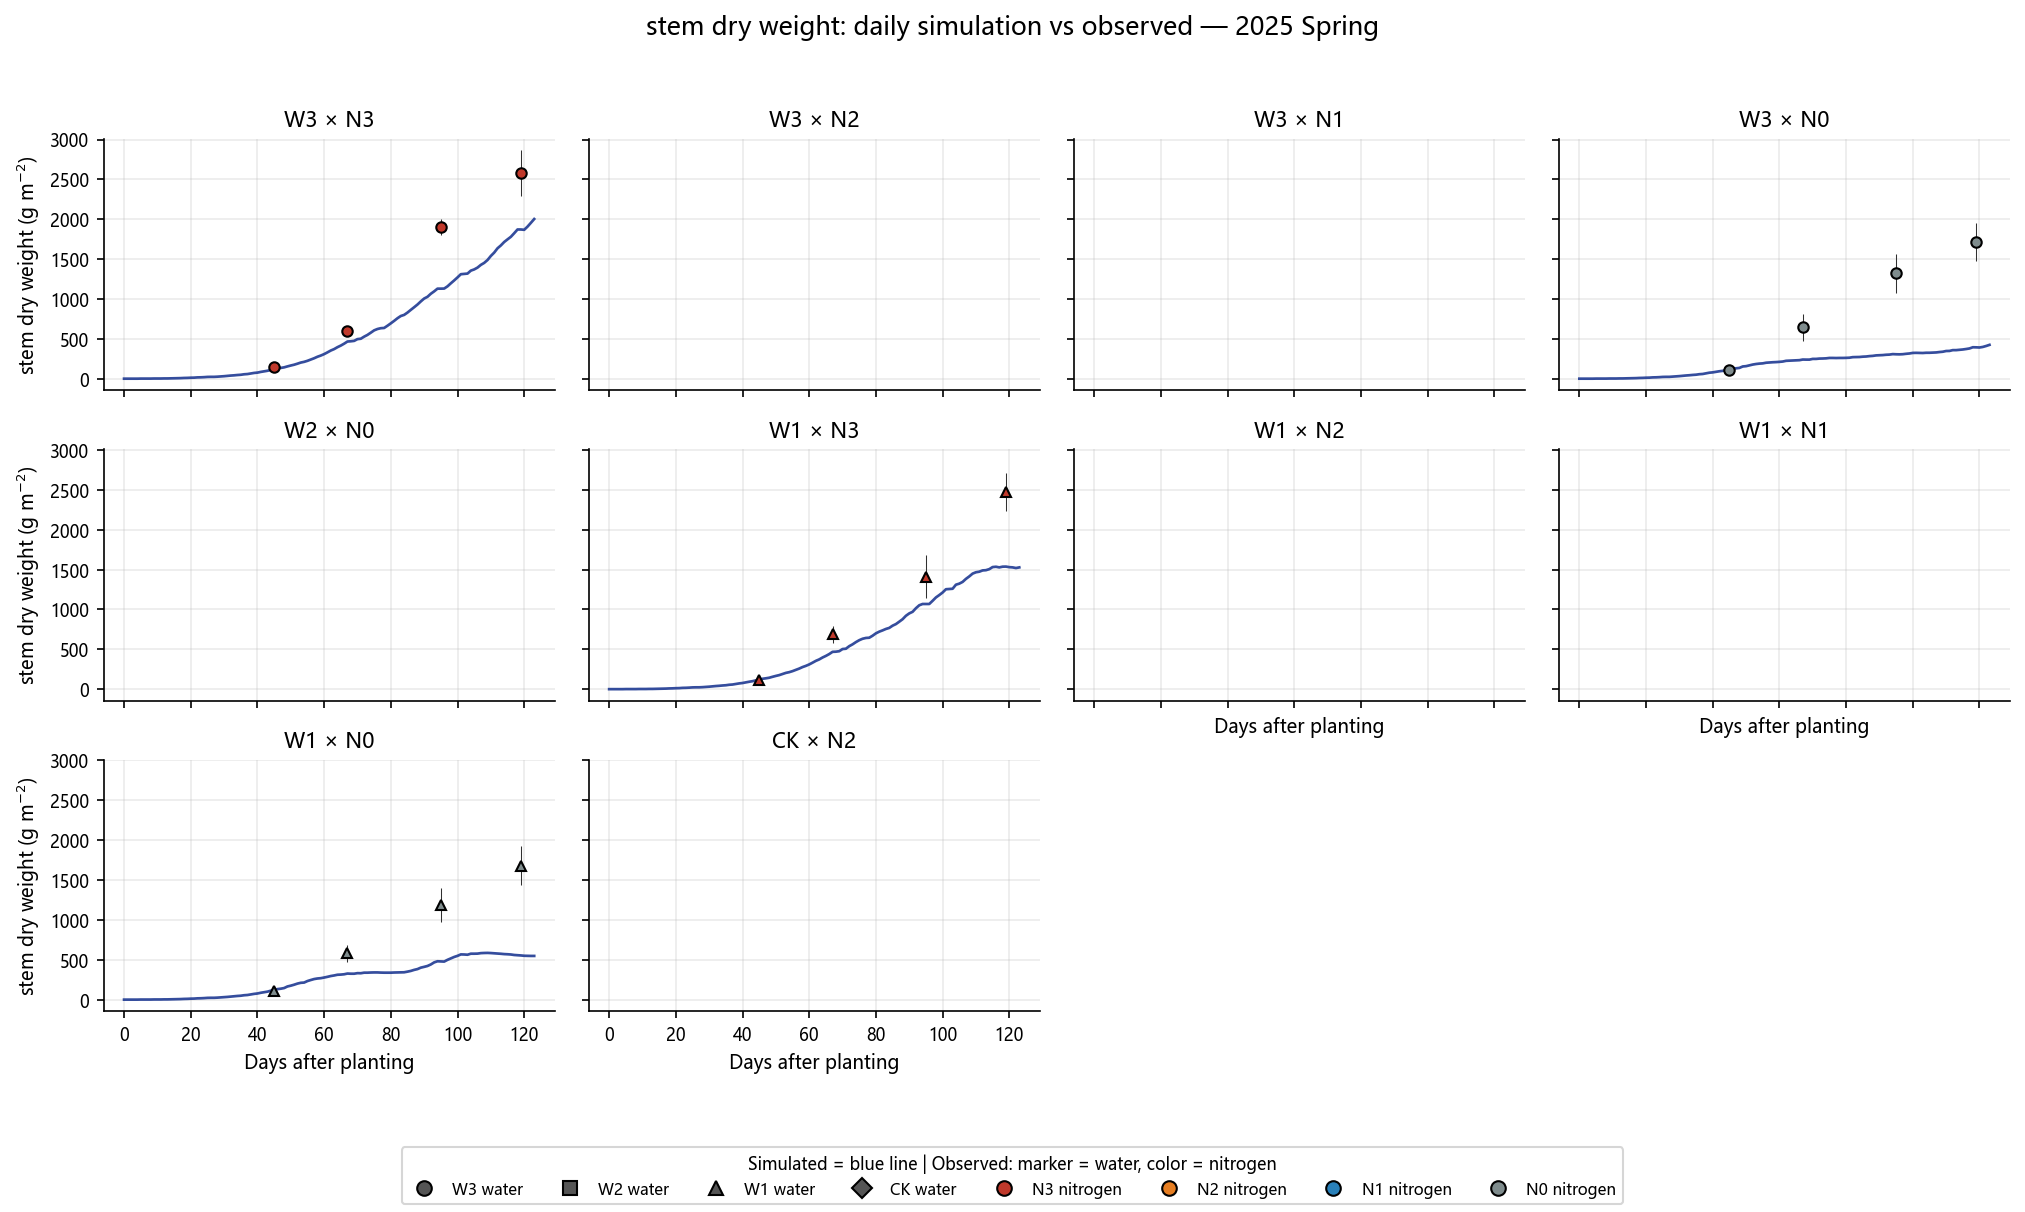 stem dry weight: daily simulation vs observed — 2025 Spring
W3 × N3
W3 × N2
W3 × N1
W3 × N0
stem dry weight (g m⁻²)
3000
2500
2000
1500
1000
500
0
W2 × N0
W1 × N3
W1 × N2
W1 × N1
stem dry weight (g m⁻²)
3000
2500
2000
1500
1000
500
0
Days after planting
Days after planting
W1 × N0
CK × N2
stem dry weight (g m⁻²)
3000
2500
2000
1500
1000
500
0
0 20 40 60 80 100 120
0 20 40 60 80 100 120
Days after planting
Days after planting
Simulated = blue line | Observed: marker = water, color = nitrogen
W3 water W2 water W1 water CK water N3 nitrogen N2 nitrogen N1 nitrogen N0 nitrogen